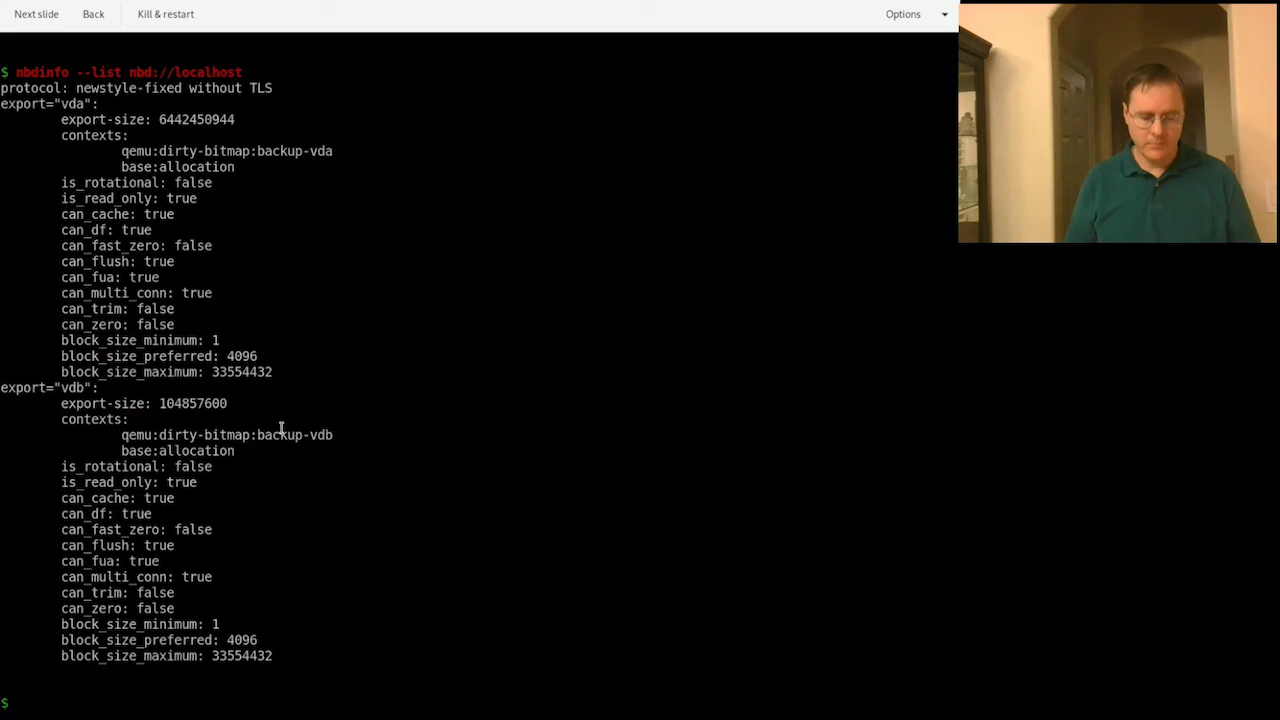 Next slide Back Kill & restart Options
$ nbdinfo --list nbd://localhost
protocol: newstyle-fixed without TLS
export="vda":
export-size: 6442450944
contexts:
qemu:dirty-bitmap:backup-vda
base:allocation
is_rotational: false
is_read_only: true
can_cache: true
can_df: true
can_fast_zero: false
can_flush: true
can_fua: true
can_multi_conn: true
can_trim: false
can_zero: false
block_size_minimum: 1
block_size_preferred: 4096
block_size_maximum: 33554432
export="vdb":
export-size: 104857600
contexts:
qemu:dirty-bitmap:backup-vdb
base:allocation
is_rotational: false
is_read_only: true
can_cache: true
can_df: true
can_fast_zero: false
can_flush: true
can_fua: true
can_multi_conn: true
can_trim: false
can_zero: false
block_size_minimum: 1
block_size_preferred: 4096
block_size_maximum: 33554432
$